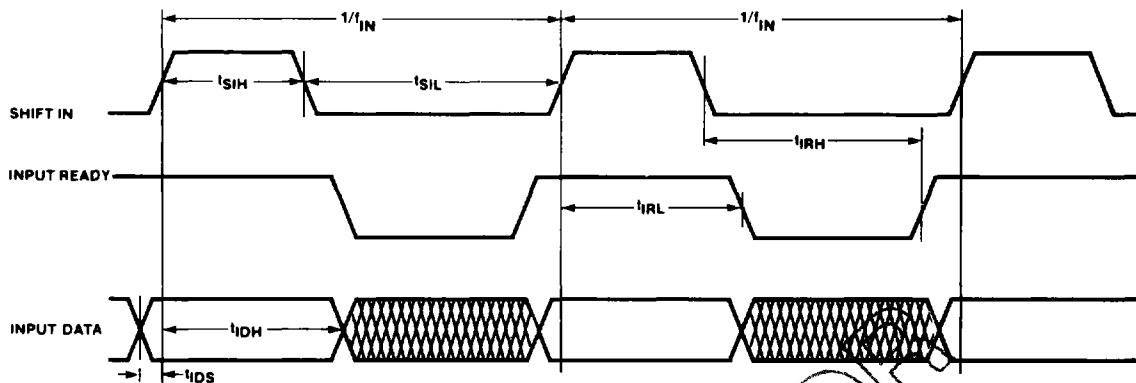 1/fIN 1/fIN
tSIH tSIL
SHIFT IN
tIRH
INPUT READY
tIRL
INPUT DATA
tIDH
tIDS